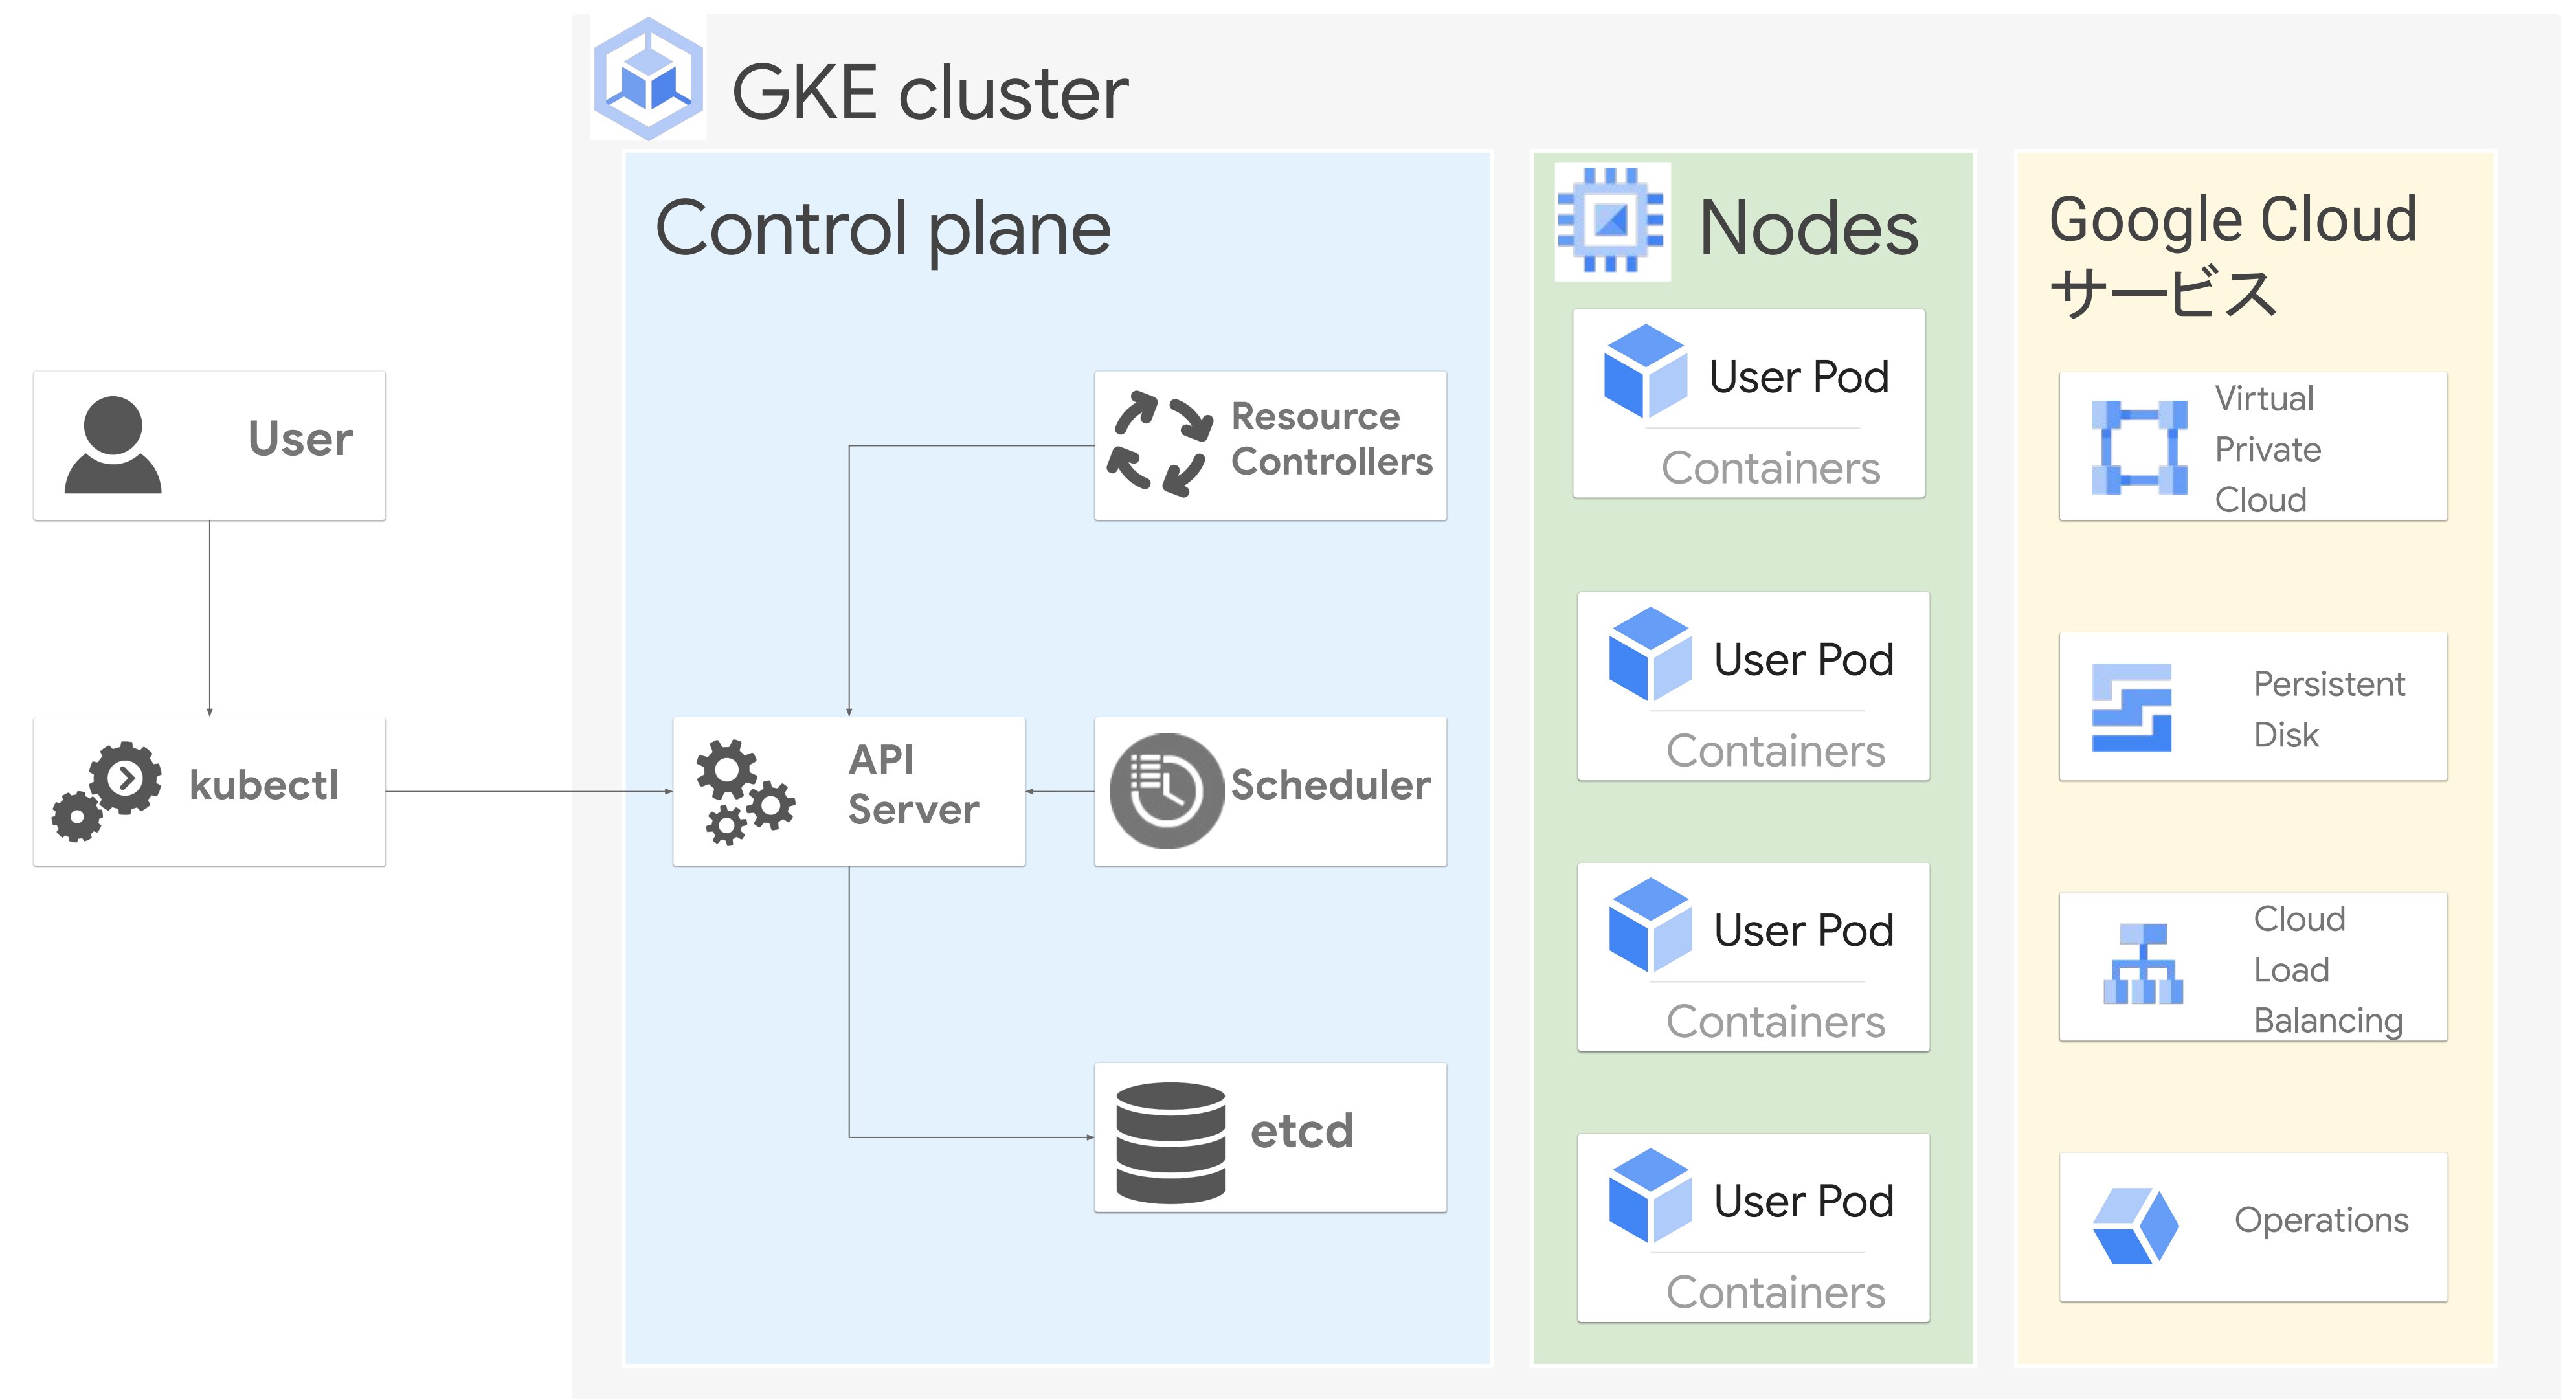 GKE cluster
Control plane
Nodes
Google Cloud
サービス
User
kubectl
Resource
Controllers
API
Server
Scheduler
etcd
User Pod
Containers
User Pod
Containers
User Pod
Containers
User Pod
Containers
Virtual
Private
Cloud
Persistent
Disk
Cloud
Load
Balancing
Operations